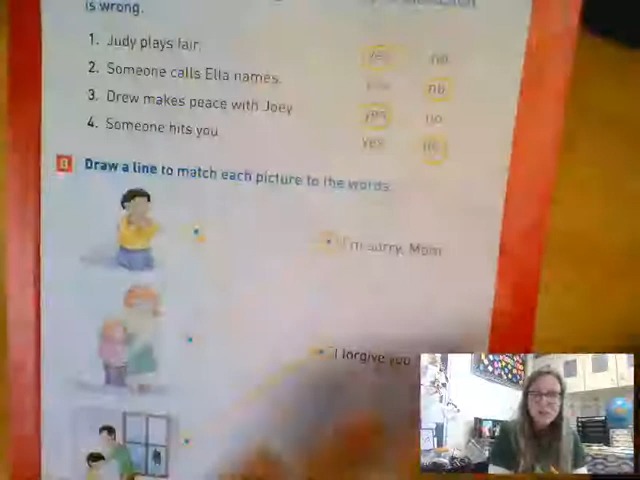 is wrong.
1. Judy plays fair. yes no
2. Someone calls Ella names. yes no
3. Drew makes peace with Joey yes no
4. Someone hits you yes no
B Draw a line to match each picture to the words.
I'm sorry, Mom
I forgive you